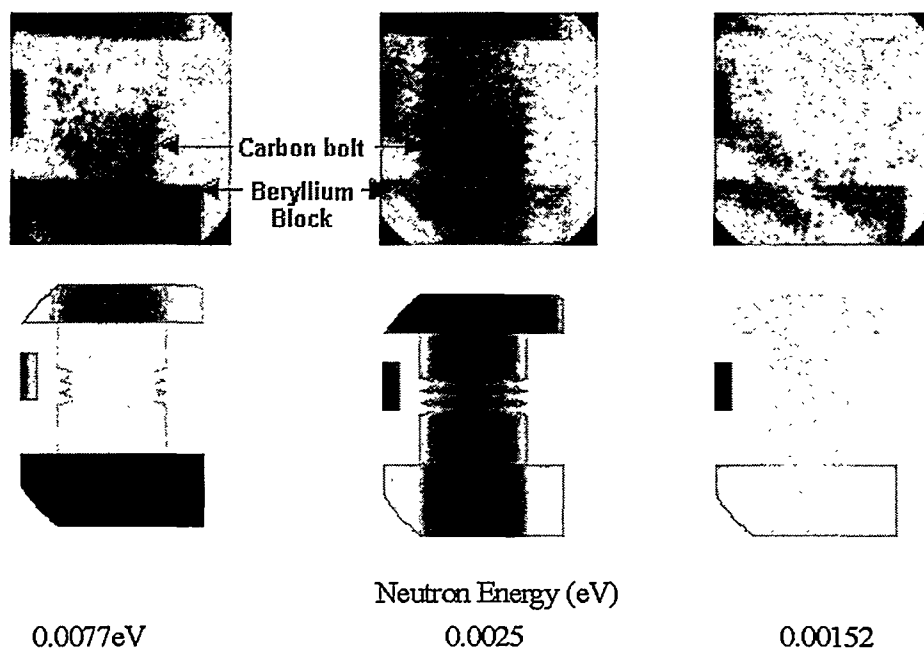 Carbon bolt
Beryllium
Block
Neutron Energy (eV)
0.0077eV 0.0025 0.00152